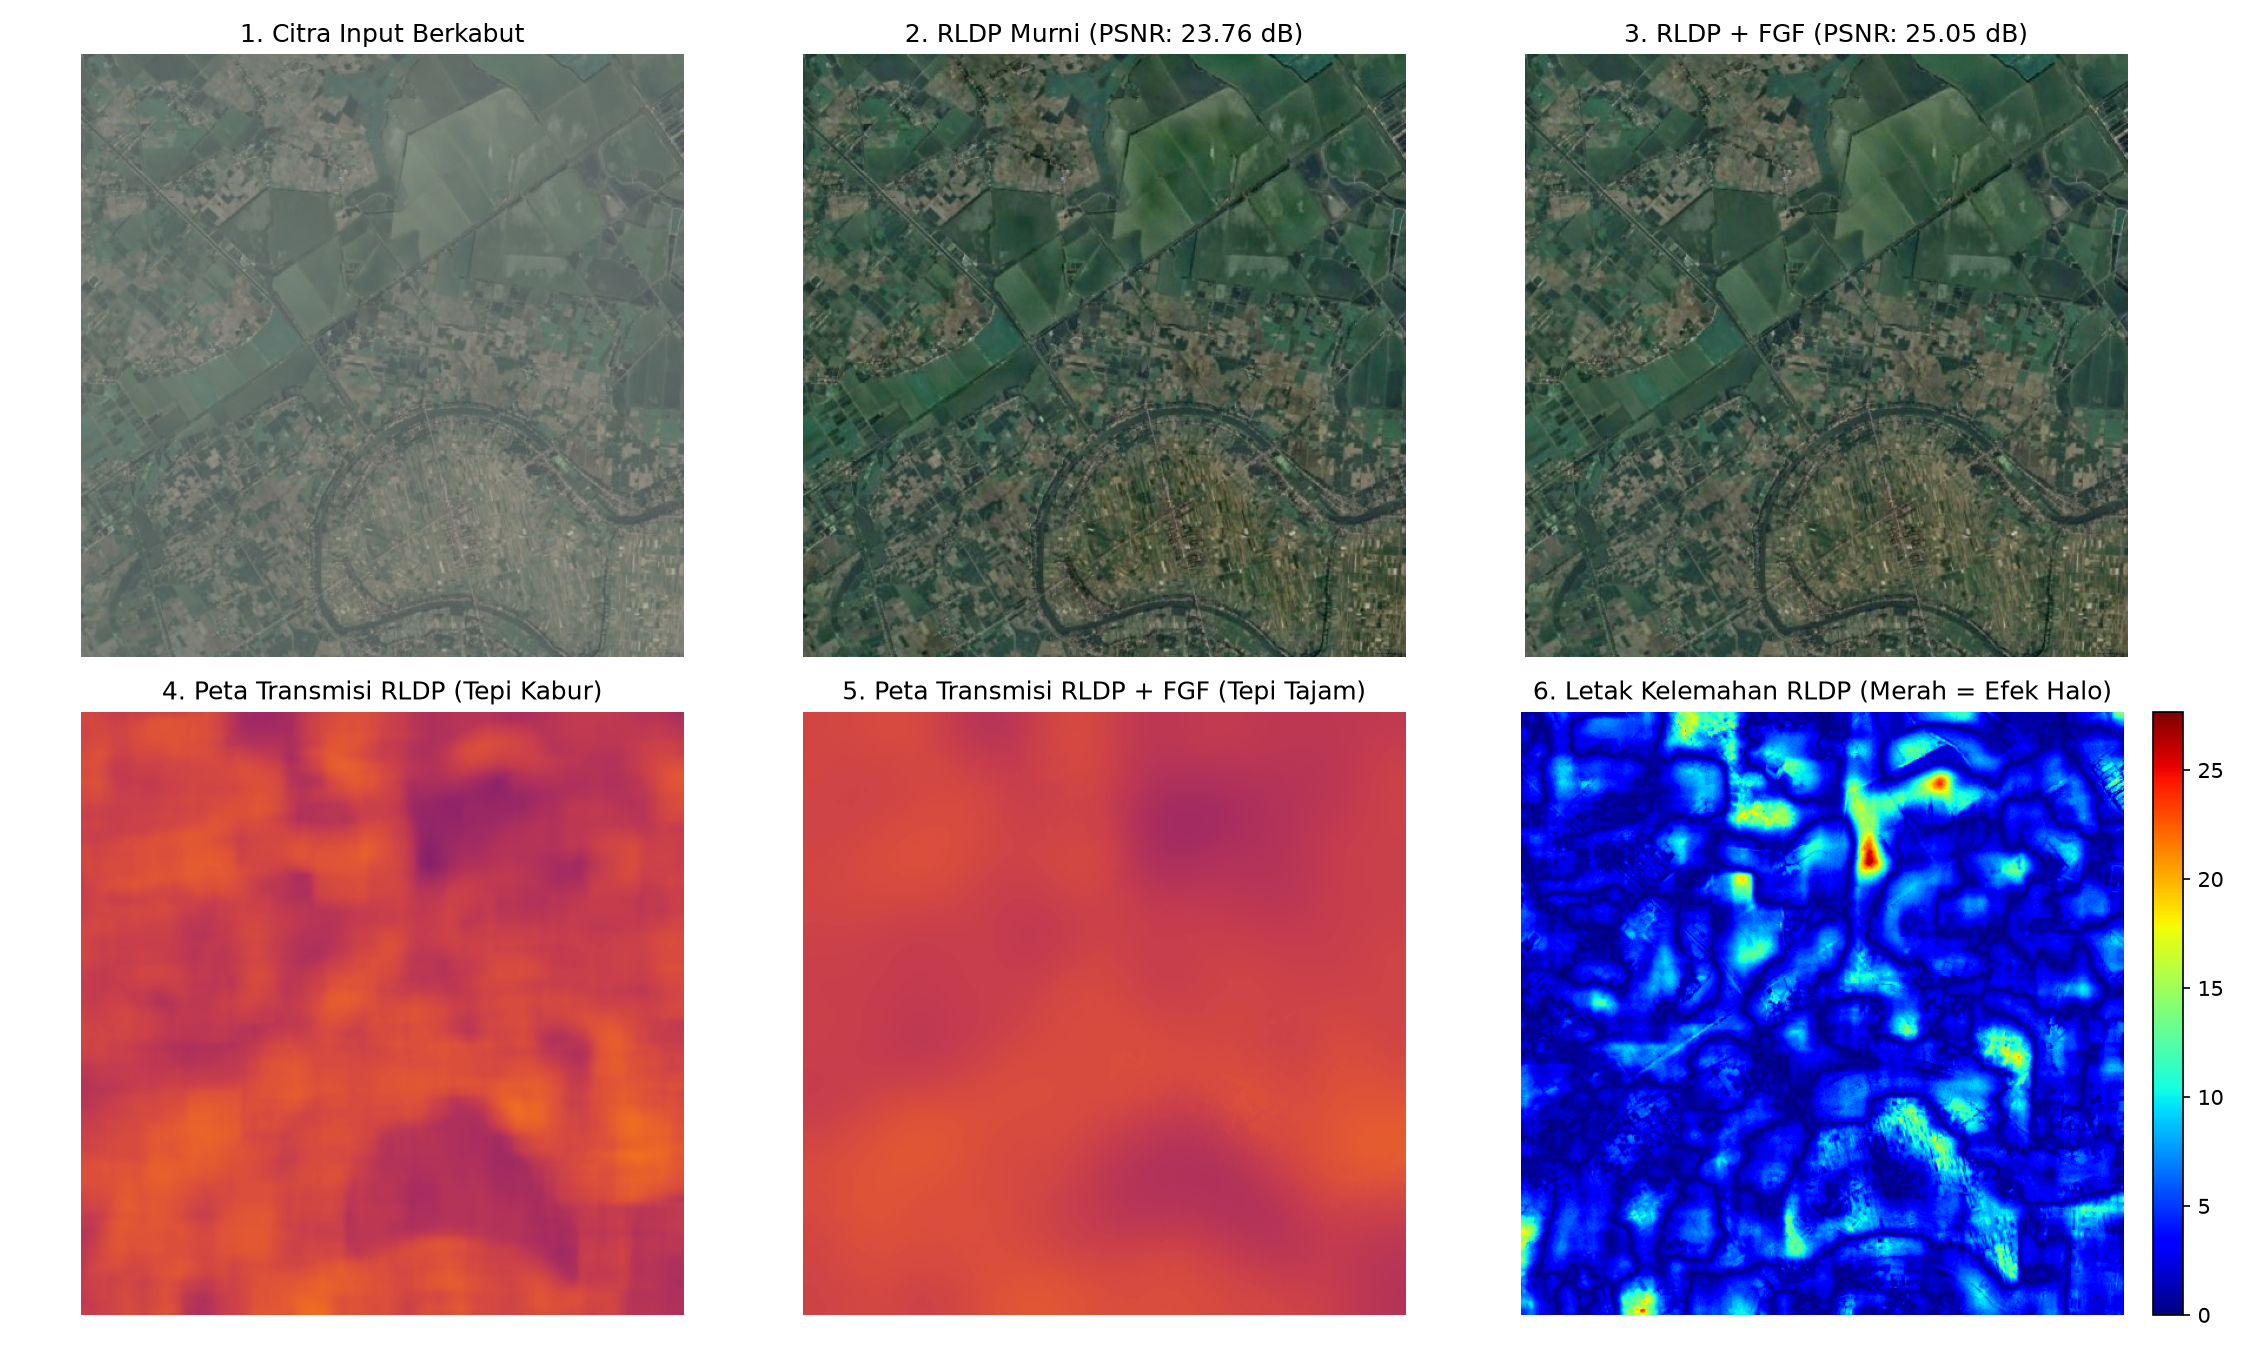 1. Citra Input Berkabut
2. RLDP Murni (PSNR: 23.76 dB)
3. RLDP + FGF (PSNR: 25.05 dB)
4. Peta Transmisi RLDP (Tepi Kabur)
5. Peta Transmisi RLDP + FGF (Tepi Tajam)
6. Letak Kelemahan RLDP (Merah = Efek Halo)
25
20
15
10
5
0